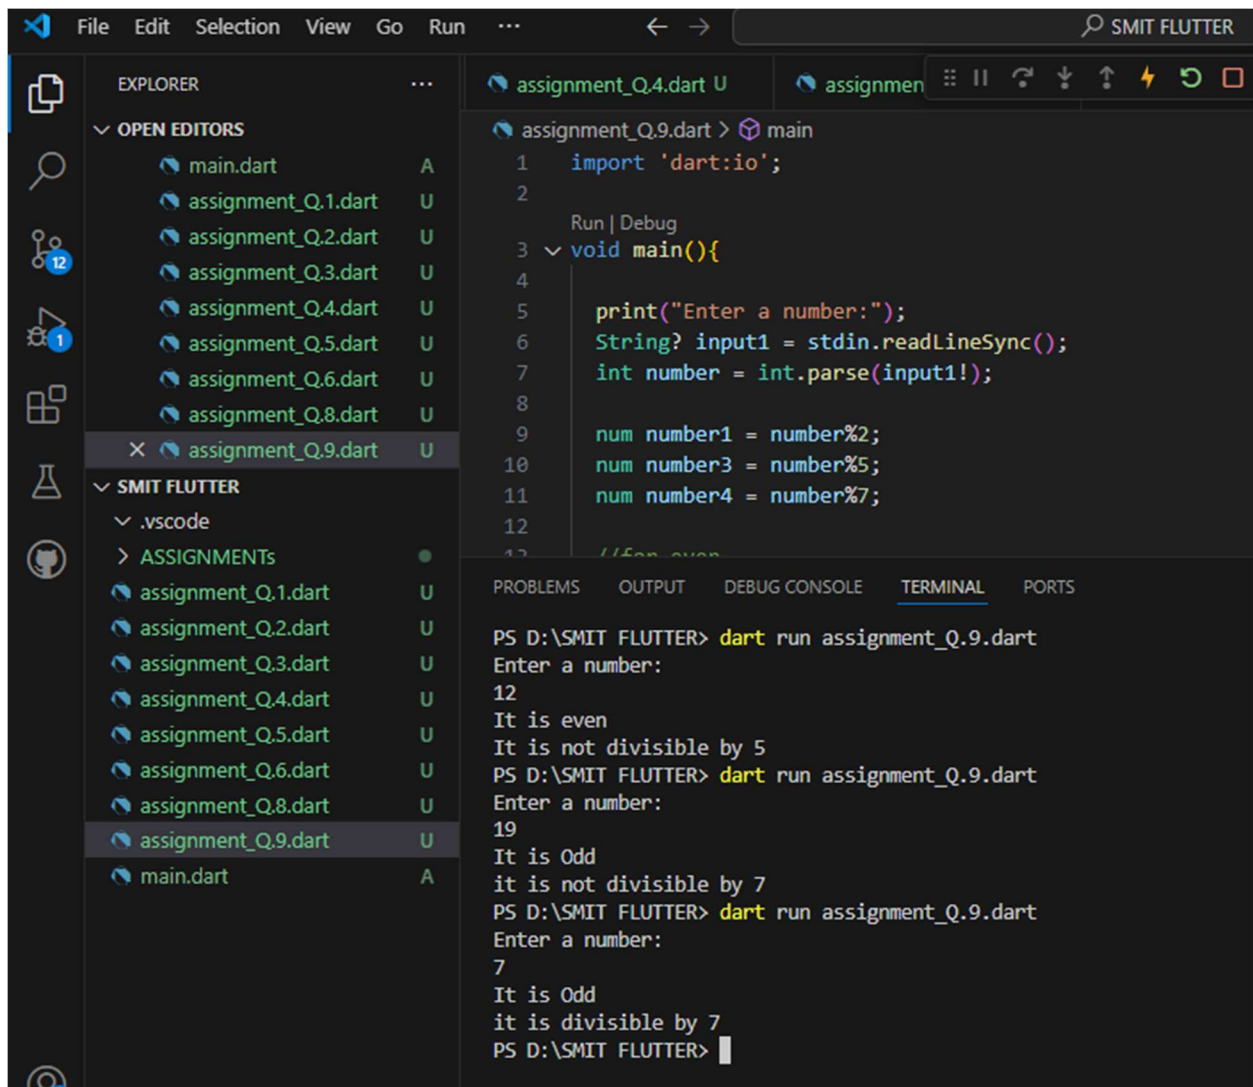 File Edit Selection View Go Run ··· ← → SMIT FLUTTER
EXPLORER ···
OPEN EDITORS
main.dart A
assignment_Q.1.dart U
assignment_Q.2.dart U
assignment_Q.3.dart U
assignment_Q.4.dart U
assignment_Q.5.dart U
assignment_Q.6.dart U
assignment_Q.8.dart U
assignment_Q.9.dart U
SMIT FLUTTER
.vscode
ASSIGNMENTs
assignment_Q.1.dart U
assignment_Q.2.dart U
assignment_Q.3.dart U
assignment_Q.4.dart U
assignment_Q.5.dart U
assignment_Q.6.dart U
assignment_Q.8.dart U
assignment_Q.9.dart U
main.dart A
12
1
assignment_Q.4.dart U assignmen
assignment_Q.9.dart > main
1 import 'dart:io';
2
Run | Debug
3 void main(){
4
5 print("Enter a number:");
6 String? input1 = stdin.readLineSync();
7 int number = int.parse(input1!);
8
9 num number1 = number%2;
10 num number3 = number%5;
11 num number4 = number%7;
12
13 //for even
PROBLEMS OUTPUT DEBUG CONSOLE TERMINAL PORTS
PS D:\SMIT FLUTTER> dart run assignment_Q.9.dart
Enter a number:
12
It is even
It is not divisible by 5
PS D:\SMIT FLUTTER> dart run assignment_Q.9.dart
Enter a number:
19
It is Odd
it is not divisible by 7
PS D:\SMIT FLUTTER> dart run assignment_Q.9.dart
Enter a number:
7
It is Odd
it is divisible by 7
PS D:\SMIT FLUTTER>